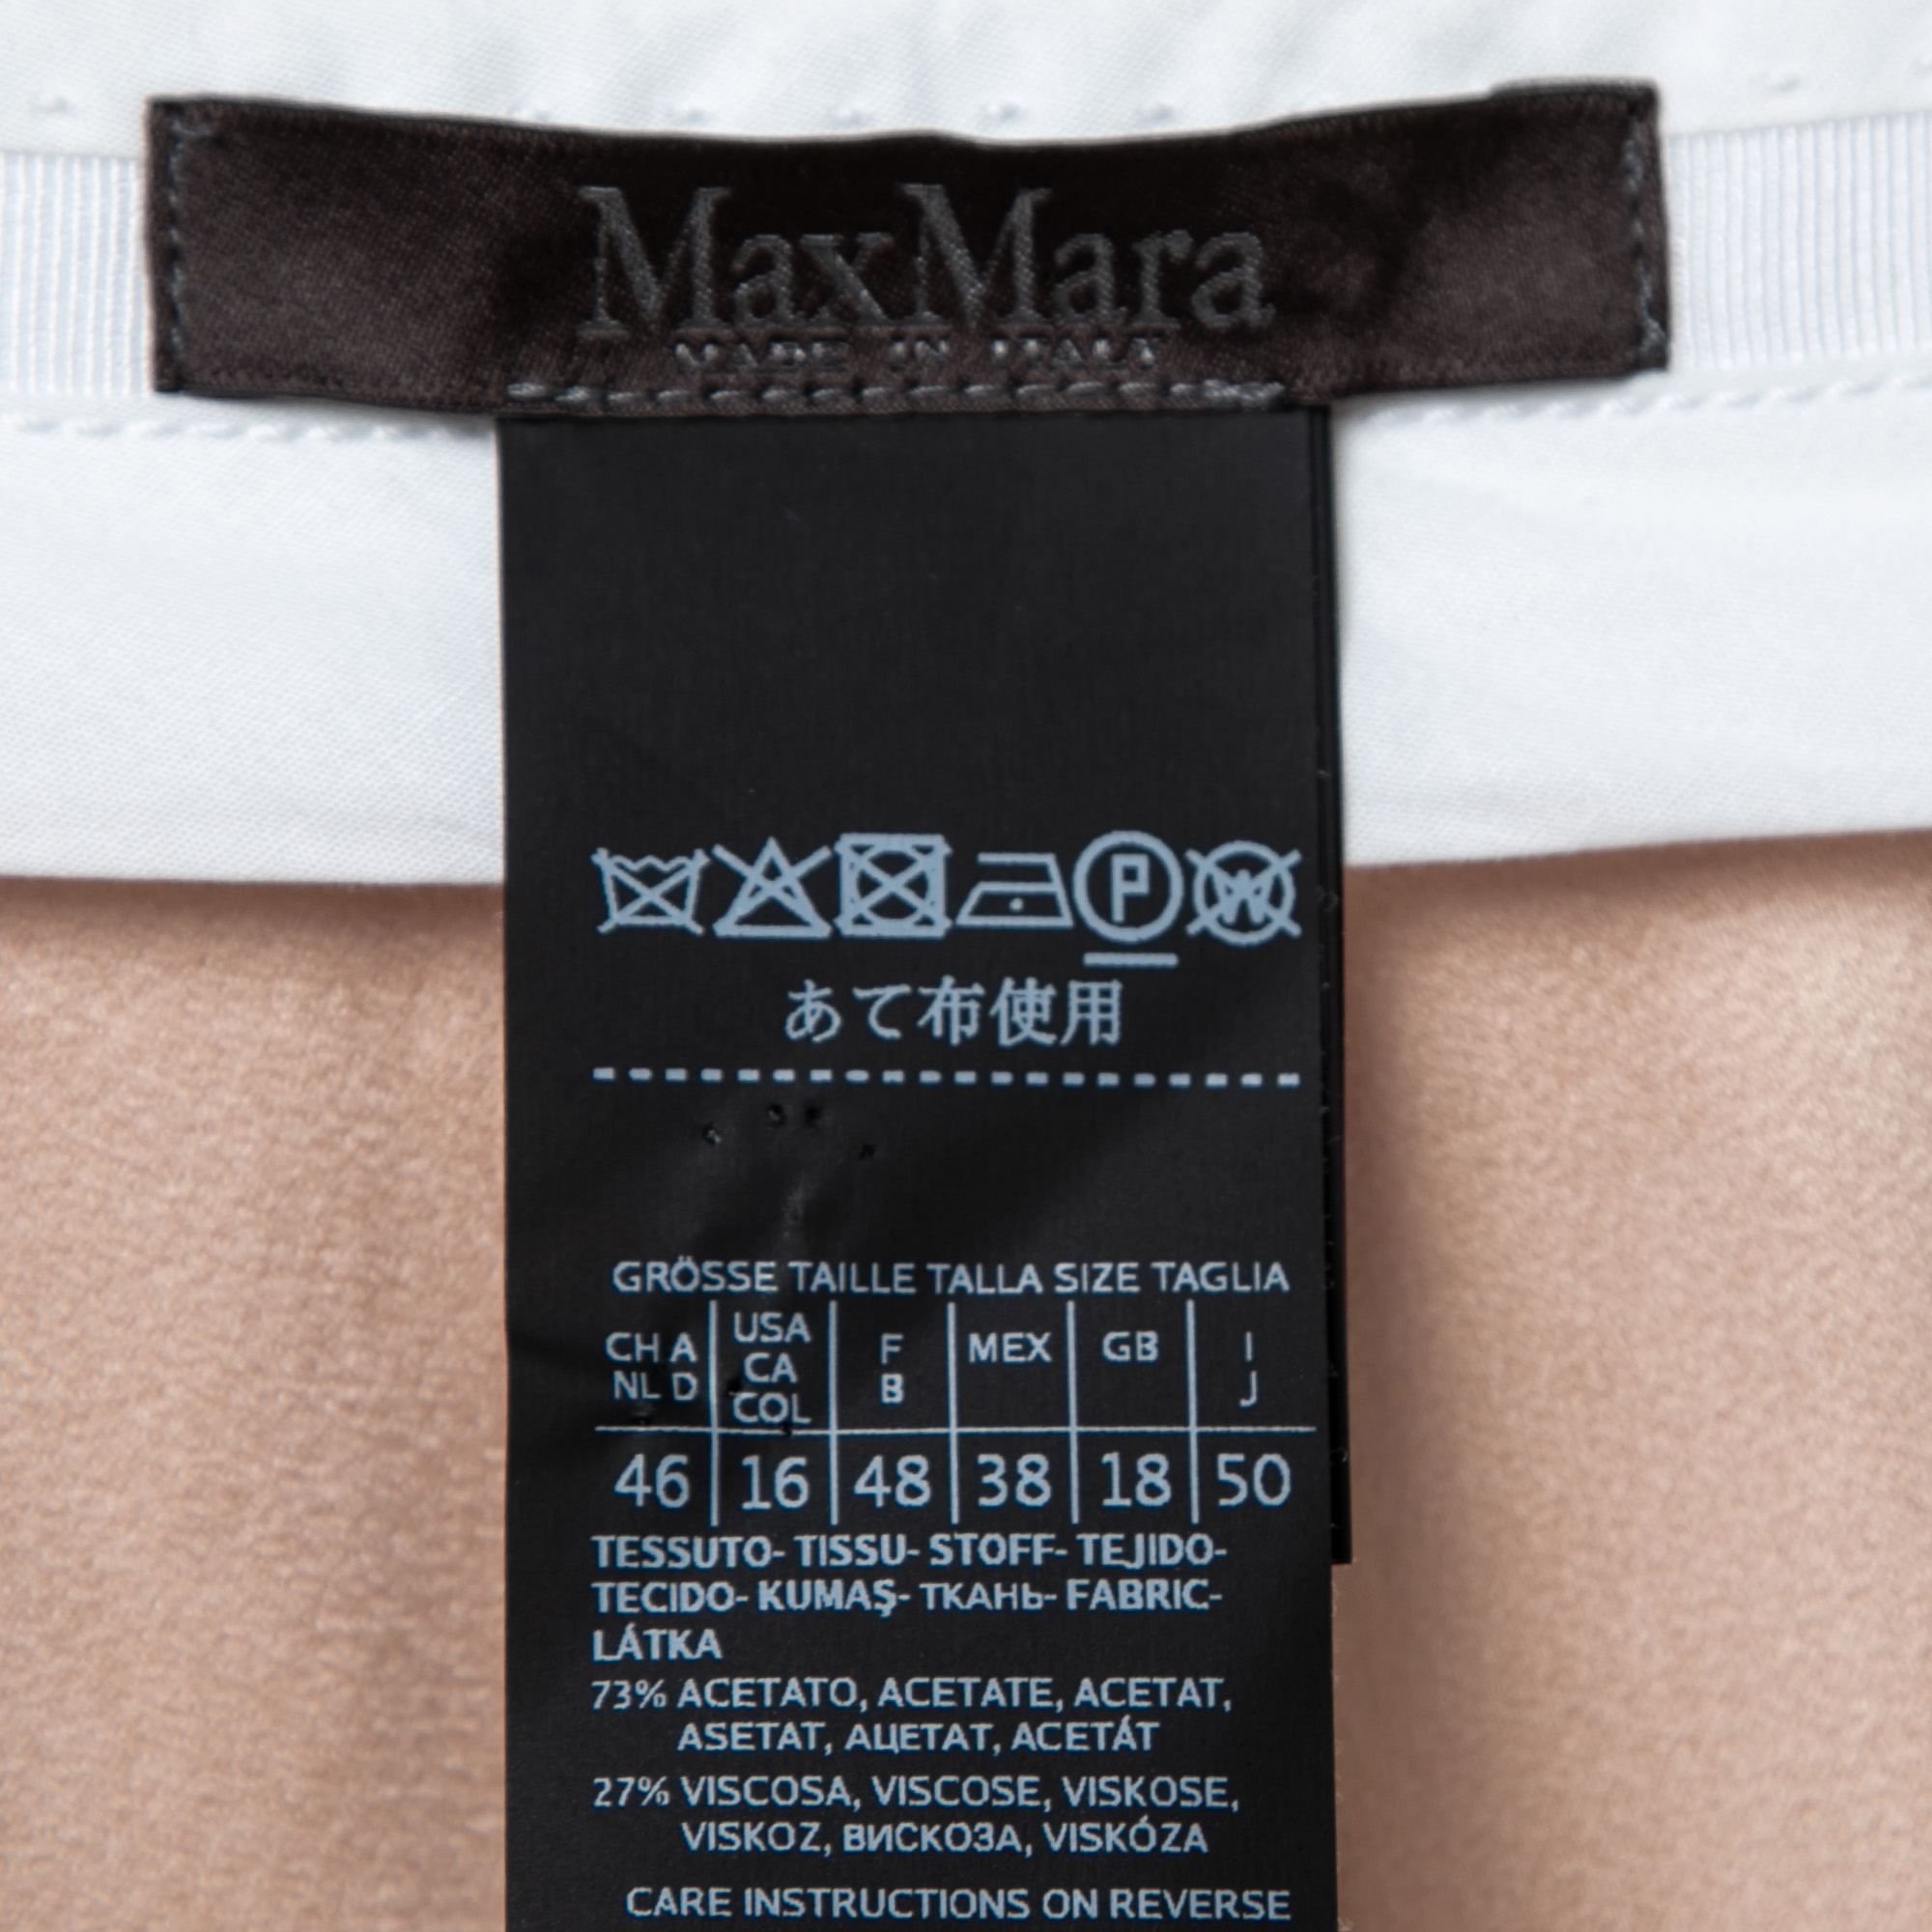 MaxMara
MADE IN ITALY
P W
あて布使用
GRÖSSE TAILLE TALLA SIZE TAGLIA
CH A NL D USA CA COL F B MEX GB I J
46 16 48 38 18 50
TESSUTO- TISSU- STOFF- TEJIDO-
TECIDO- KUMAŞ- ТКАНЬ- FABRIC-
LÁTKA
73% ACETATO, ACETATE, ACETAT,
ASETAT, АЦЕТАТ, ACETÁT
27% VISCOSA, VISCOSE, VISKOSE,
VISKOZ, ВИСКОЗА, VISKÓZA
CARE INSTRUCTIONS ON REVERSE